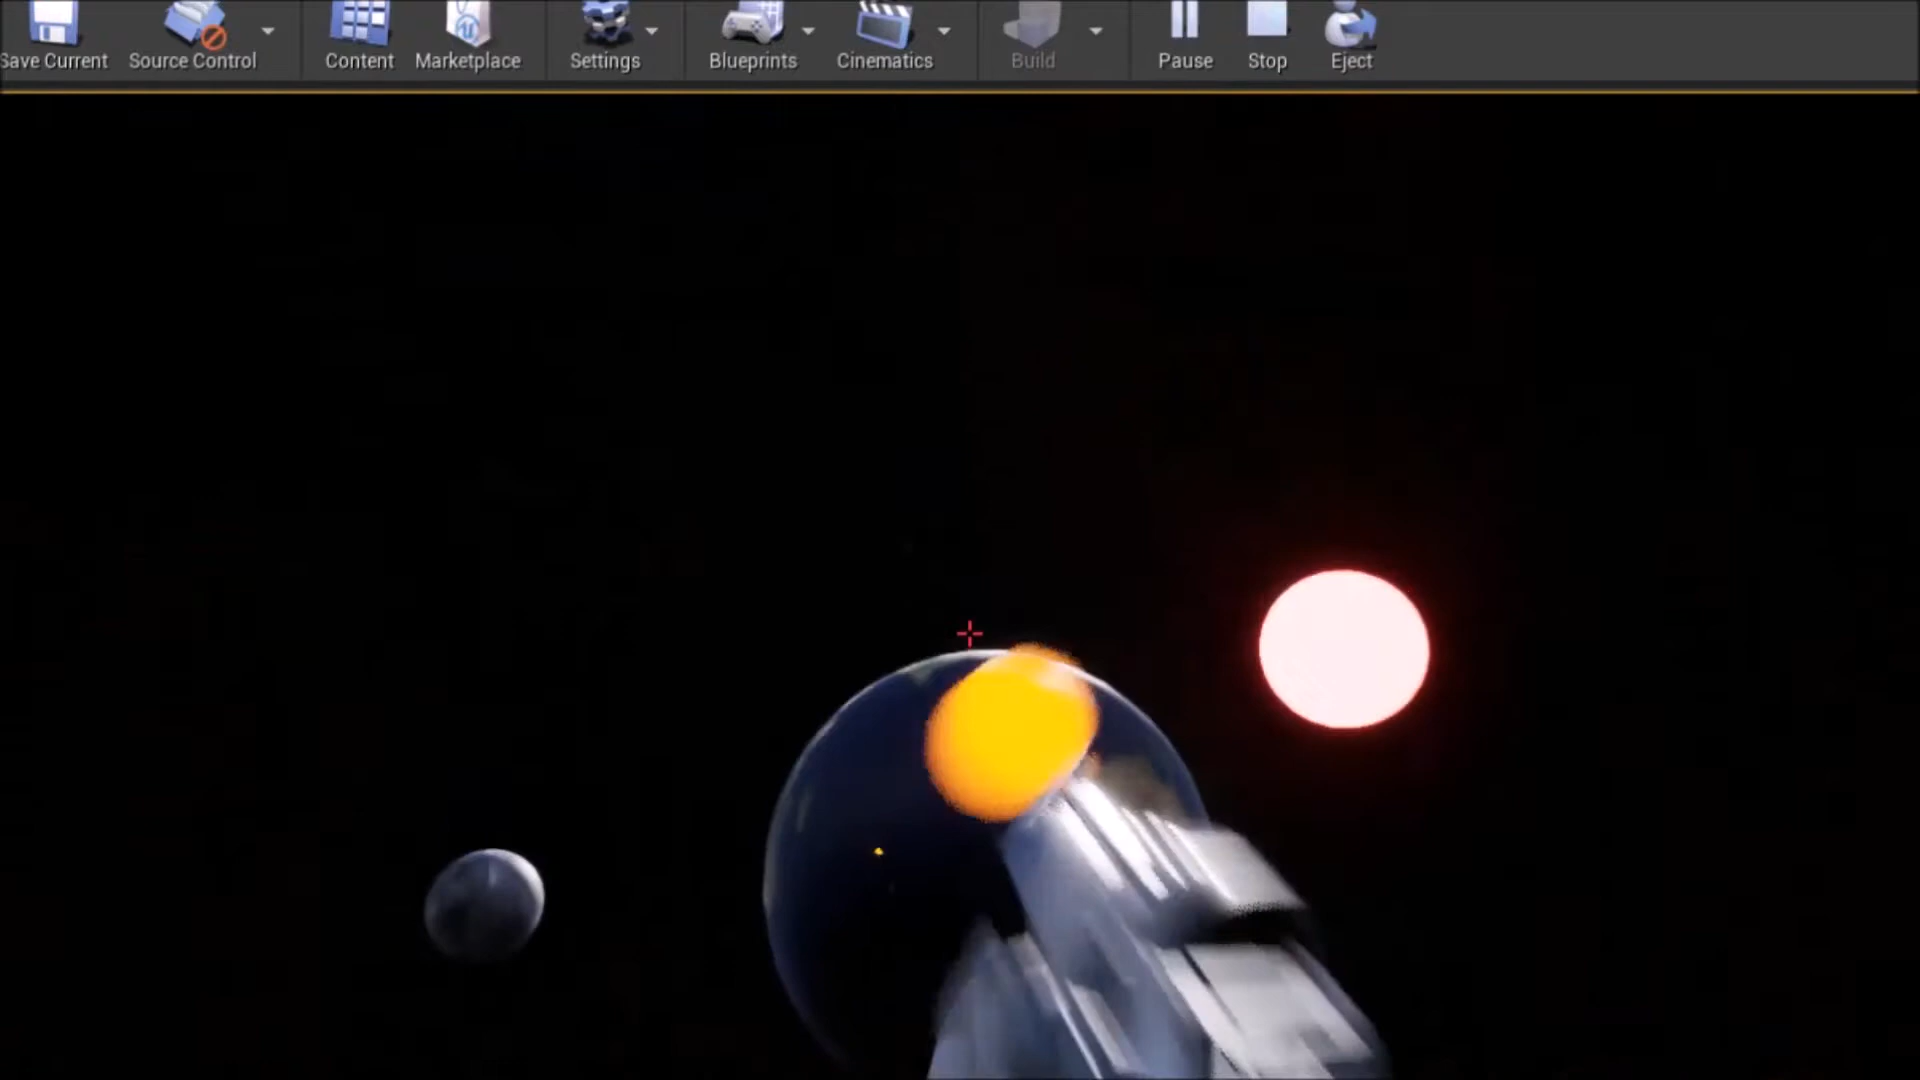 Save Current
Source Control
Content
Marketplace
Settings
Blueprints
Cinematics
Build
Pause
Stop
Eject